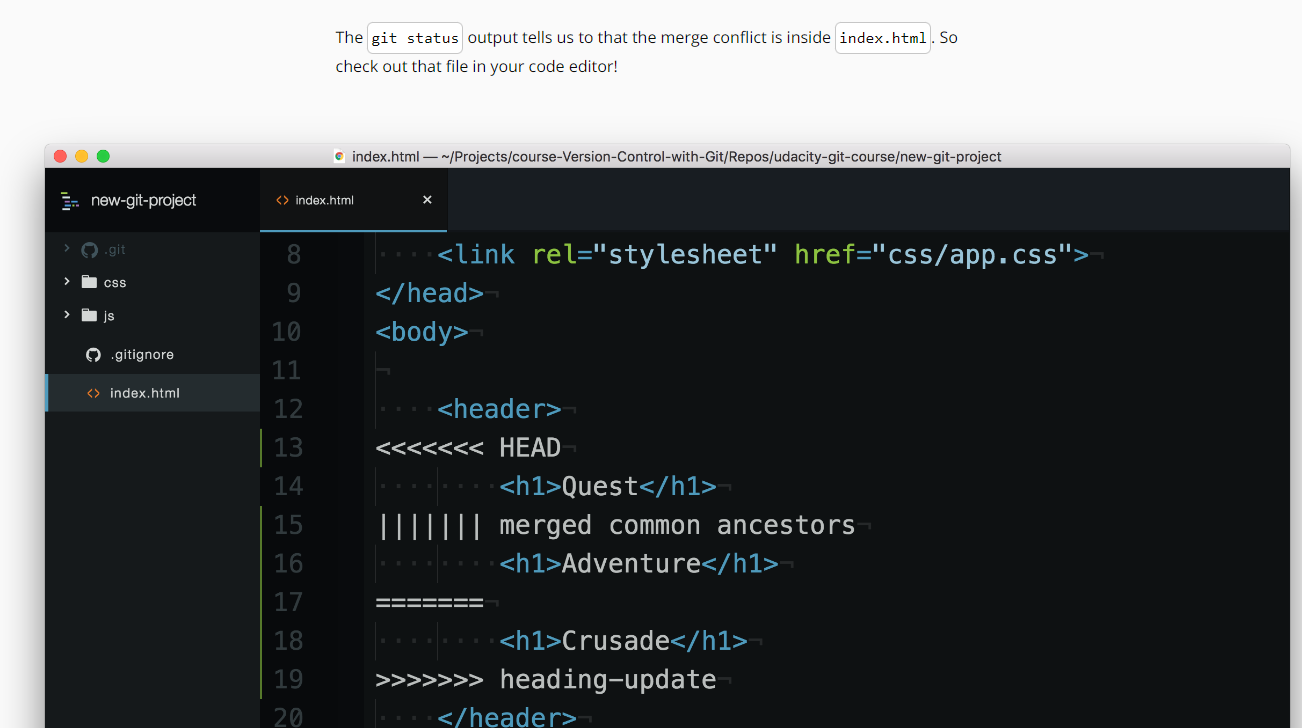 The git status output tells us to that the merge conflict is inside index.html. So
check out that file in your code editor!
index.html — ~/Projects/course-Version-Control-with-Git/Repos/udacity-git-course/new-git-project
new-git-project
<> index.html ×
.git
css
js
.gitignore
<> index.html
8 ····<link rel="stylesheet" href="css/app.css">¬
9 </head>¬
10 <body>¬
11 ¬
12 ····<header>¬
13 <<<<<<< HEAD¬
14 ········<h1>Quest</h1>¬
15 ||||||| merged common ancestors¬
16 ········<h1>Adventure</h1>¬
17 =======¬
18 ········<h1>Crusade</h1>¬
19 >>>>>>> heading-update¬
20 ····</header>¬